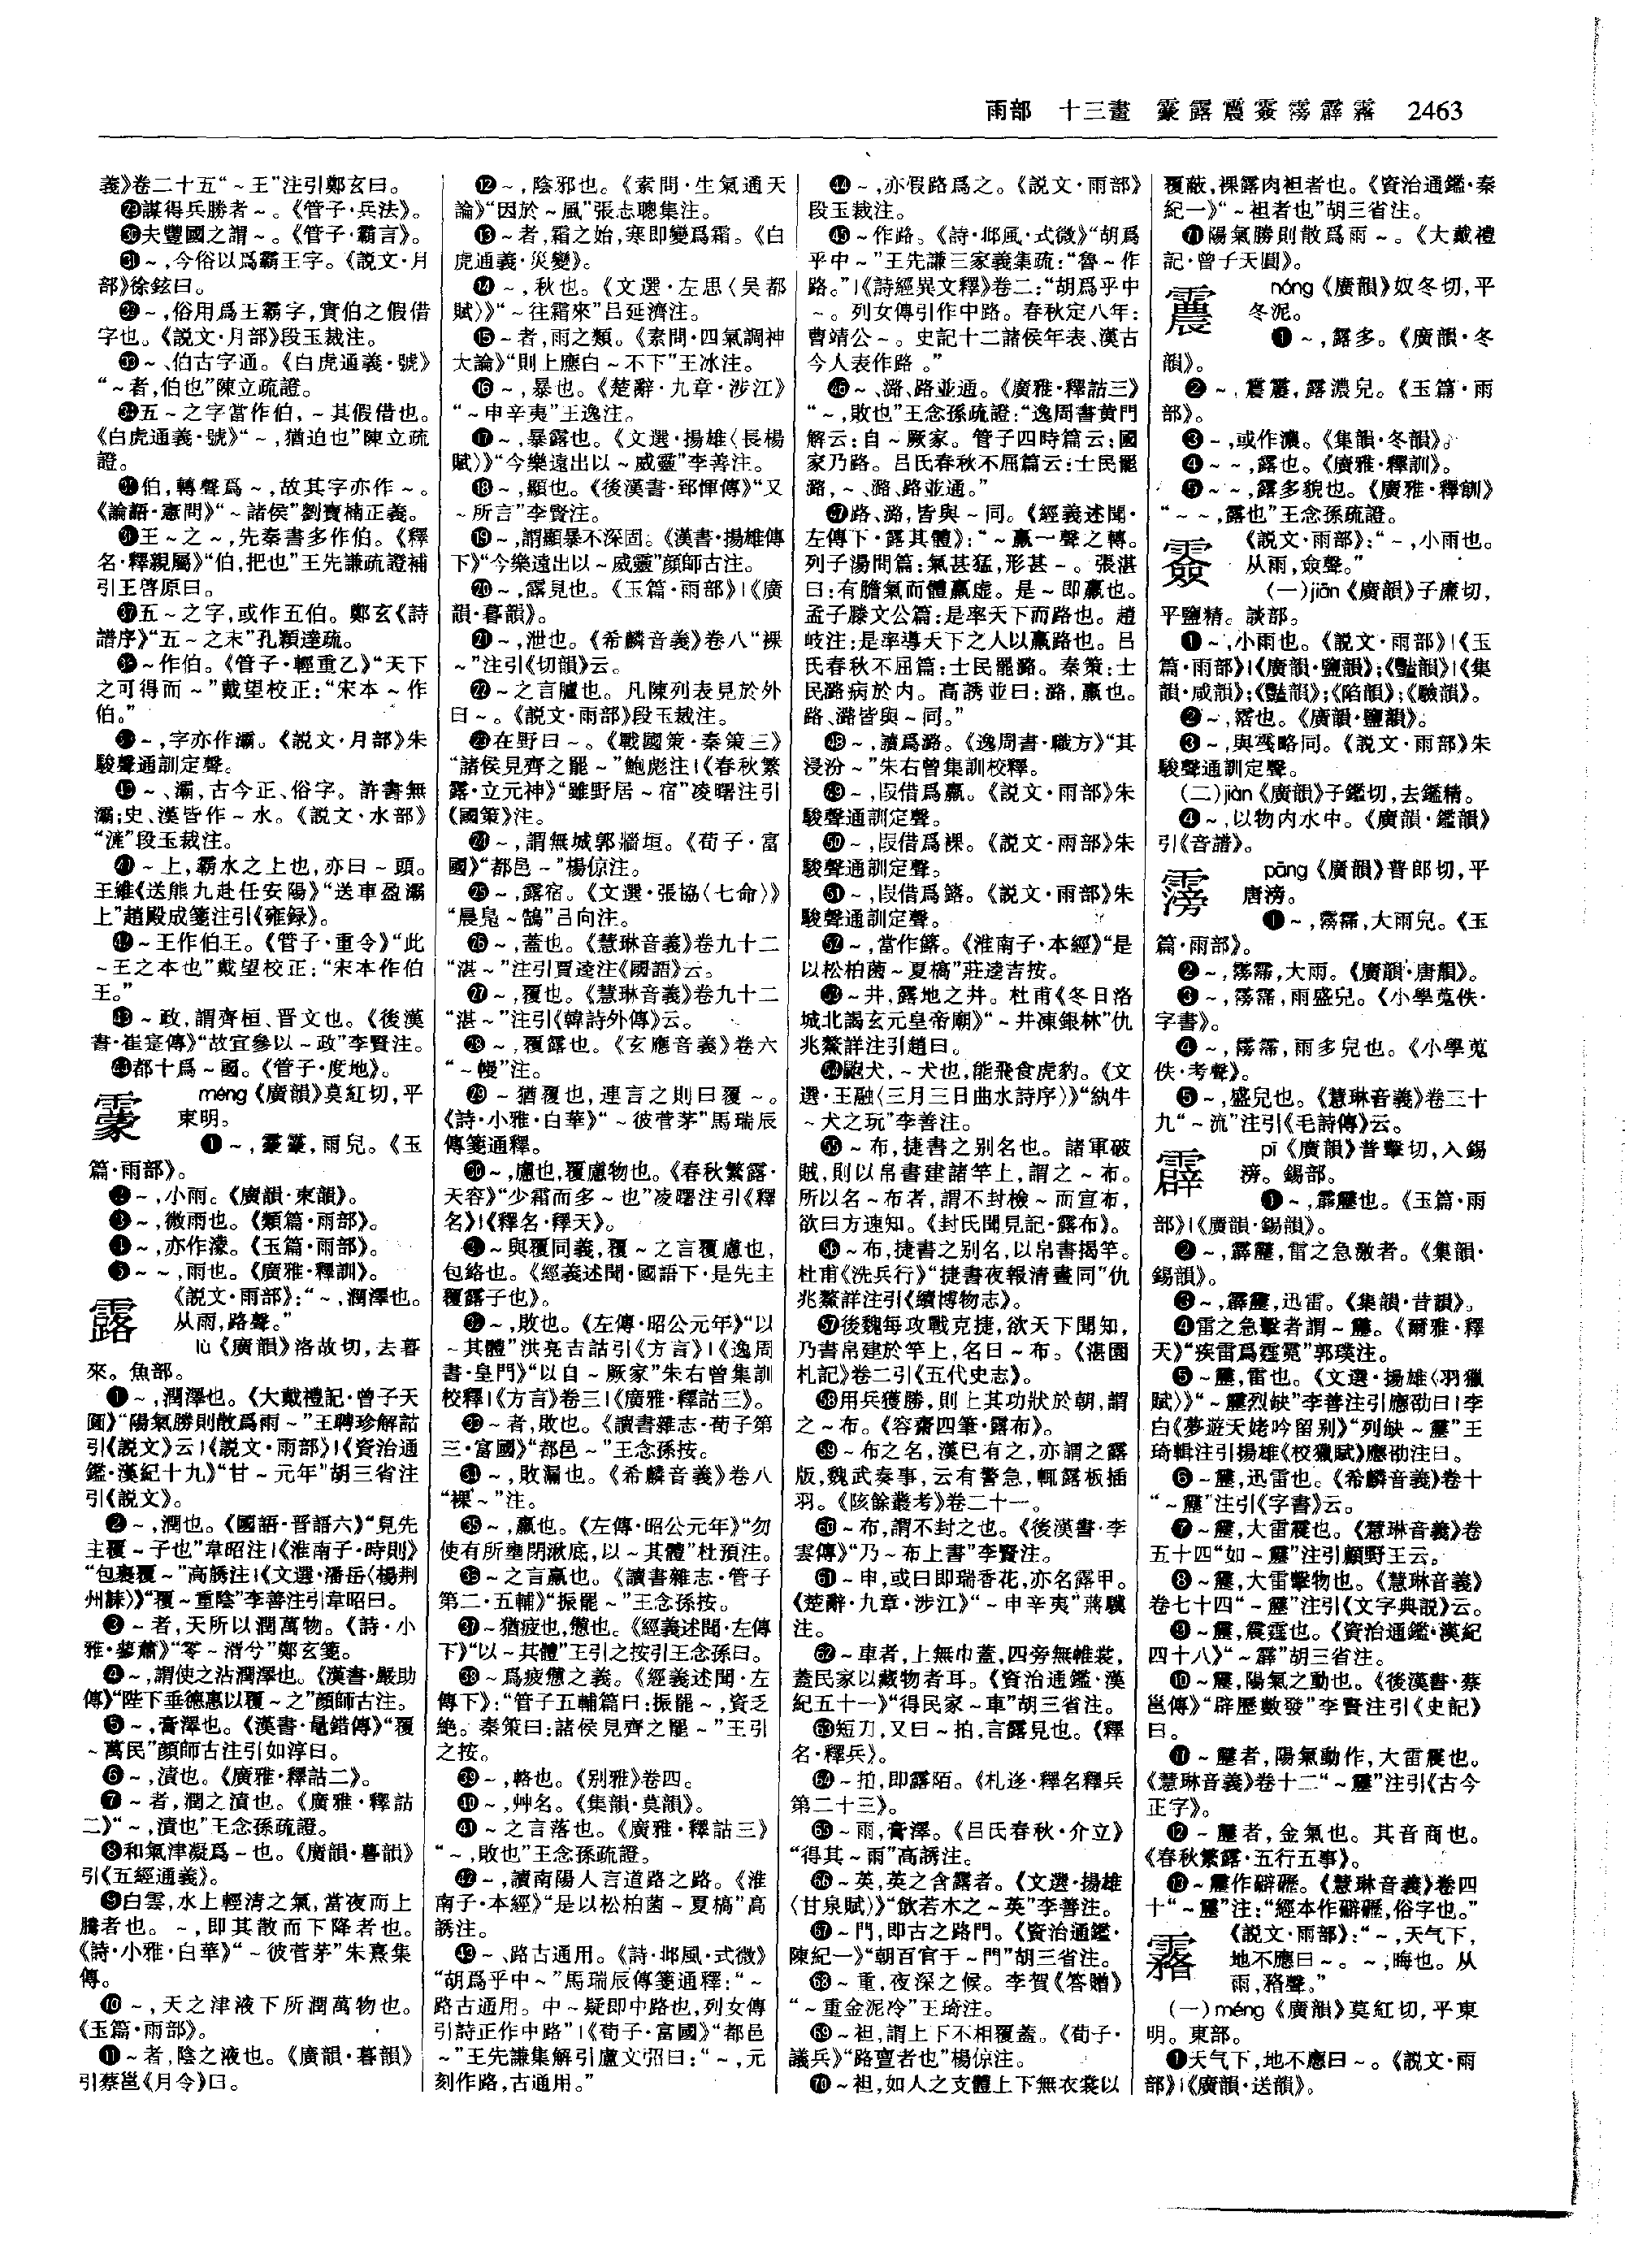 雨部　十三畫　霥露䢉霠霶霹霿　2463
義》卷二十五“～王”注引鄭玄曰。
㉙謀得兵勝者～。《管子·兵法》。
㉚夫豐國之謂～。《管子·霸言》。
㉛～,今俗以爲霸王字。《説文·月
部》徐鉉曰。
㉜～,俗用爲王霸字,實伯之假借
字也。《説文·月部》段玉裁注。
㉝～、伯古字通。《白虎通義·號》
“～者,伯也”陳立疏證。
㉞五～之字當作伯,～其假借也。
《白虎通義·號》“～,猶迫也”陳立疏
證。
㉟伯,轉聲爲～,故其字亦作～。
《論語·憲問》“～諸侯”劉寶楠正義。
㊱王～之～,先秦書多作伯。《釋
名·釋親屬》“伯,把也”王先謙疏證補
引王啓原曰。
㊲五～之字,或作五伯。鄭玄《詩
譜序》“五～之末”孔穎達疏。
㊳～作伯。《管子·輕重乙》“天下
之可得而～”戴望校正:“宋本～作
伯。”
㊴～,字亦作灞。《説文·月部》朱
駿聲通訓定聲。
㊵～、灞,古今正、俗字。許書無
灞;史、漢皆作～水。《説文·水部》
“滻”段玉裁注。
㊶～上,霸水之上也,亦曰～頭。
王維《送熊九赴任安陽》“送車盈灞
上”趙殿成箋注引《雍録》。
㊷～王作伯王。《管子·重令》“此
～王之本也”戴望校正:“宋本作伯
王。”
㊸～政,謂齊桓、晋文也。《後漢
書·崔寔傳》“故宜參以～政”李賢注。
㊹都十爲～國。《管子·度地》。
霥
méng《廣韻》莫紅切,平
東明。
❶～,霥霥,雨皃。《玉
篇·雨部》。
❷～,小雨。《廣韻·東韻》。
❸～,微雨也。《類篇·雨部》。
❹～,亦作濛。《玉篇·雨部》。
❺～～,雨也。《廣雅·釋訓》。
露
《説文·雨部》:“～,潤澤也。
从雨,路聲。”
lù《廣韻》洛故切,去暮
來。魚部。
❶～,潤澤也。《大戴禮記·曾子天
圓》“陽氣勝則散爲雨～”王聘珍解詁
引《説文》云|《説文·雨部》|《資治通
鑑·漢紀十九》“甘～元年”胡三省注
引《説文》。
❷～,潤也。《國語·晋語六》“見先
主覆～子也”韋昭注|《淮南子·時則》
“包裹覆～”高誘注|《文選·潘岳〈楊荆
州誄〉》“覆～重陰”李善注引韋昭曰。
❸～者,天所以潤萬物。《詩·小
雅·蓼蕭》“零～湑兮”鄭玄箋。
❹～,謂使之沾潤澤也。《漢書·嚴助
傳》“陛下垂德惠以覆～之”顔師古注。
❺～,膏澤也。《漢書·鼂錯傳》“覆
～萬民”顔師古注引如淳曰。
❻～,漬也。《廣雅·釋詁二》。
❼～者,潤之漬也。《廣雅·釋詁
二》“～,漬也”王念孫疏證。
❽和氣津凝爲～也。《廣韻·暮韻》
引《五經通義》。
❾白雲,水上輕清之氣,當夜而上
騰者也。～,即其散而下降者也。
《詩·小雅·白華》“～彼菅茅”朱熹集
傳。
❿～,天之津液下所潤萬物也。
《玉篇·雨部》。
⓫～者,陰之液也。《廣韻·暮韻》
引蔡邕《月令》曰。
⓬～,陰邪也。《素問·生氣通天
論》“因於～風”張志聰集注。
⓭～者,霜之始,寒即變爲霜。《白
虎通義·災變》。
⓮～,秋也。《文選·左思〈吴都
賦〉》“～往霜來”吕延濟注。
⓯～者,雨之類。《素問·四氣調神
大論》“則上應白～不下”王冰注。
⓰～,暴也。《楚辭·九章·涉江》
“～申辛夷”王逸注。
⓱～,暴露也。《文選·揚雄〈長楊
賦〉》“今樂遠出以～威靈”李善注。
⓲～,顯也。《後漢書·郅惲傳》“又
～所言”李賢注。
⓳～,謂顯暴不深固。《漢書·揚雄傳
下》“今樂遠出以～威靈”顔師古注。
⓴～,露見也。《玉篇·雨部》|《廣
韻·暮韻》。
㉑～,泄也。《希麟音義》卷八“裸
～”注引《切韻》云。
㉒～之言臚也。凡陳列表見於外
曰～。《説文·雨部》段玉裁注。
㉓在野曰～。《戰國策·秦策三》
“諸侯見齊之罷～”鮑彪注|《春秋繁
露·立元神》“雖野居～宿”凌曙注引
《國策》注。
㉔～,謂無城郭牆垣。《荀子·富
國》“都邑～”楊倞注。
㉕～,露宿。《文選·張協〈七命〉》
“晨鳧～鵠”吕向注。
㉖～,蓋也。《慧琳音義》卷九十二
“湛～”注引賈逵注《國語》云。
㉗～,覆也。《慧琳音義》卷九十二
“湛～”注引《韓詩外傳》云。
㉘～,覆露也。《玄應音義》卷六
“～幔”注。
㉙～猶覆也,連言之則曰覆～。
《詩·小雅·白華》“～彼菅茅”馬瑞辰
傳箋通釋。
㉚～,慮也,覆慮物也。《春秋繁露·
天容》“少霜而多～也”凌曙注引《釋
名》|《釋名·釋天》。
㉛～與覆同義,覆～之言覆慮也,
包絡也。《經義述聞·國語下·是先主
覆露子也》。
㉜～,敗也。《左傳·昭公元年》“以
～其體”洪亮吉詁引《方言》|《逸周
書·皇門》“以自～厥家”朱右曾集訓
校釋|《方言》卷三|《廣雅·釋詁三》。
㉝～者,敗也。《讀書雜志·荀子第
三·富國》“都邑～”王念孫按。
㉞～,敗漏也。《希麟音義》卷八
“裸～”注。
㉟～,羸也。《左傳·昭公元年》“勿
使有所壅閉湫底,以～其體”杜預注。
㊱～之言羸也。《讀書雜志·管子
第二·五輔》“振罷～”王念孫按。
㊲～猶疲也,憊也。《經義述聞·左傳
下》“以～其體”王引之按引王念孫曰。
㊳～爲疲憊之義。《經義述聞·左
傳下》:“管子五輔篇曰:振罷～,資乏
絶。秦策曰:諸侯見齊之罷～”王引
之按。
㊴～,輅也。《别雅》卷四。
㊵～,艸名。《集韻·莫韻》。
㊶～之言落也。《廣雅·釋詁三》
“～,敗也”王念孫疏證。
㊷～,讀南陽人言道路之路。《淮
南子·本經》“是以松柏菌～夏槁”高
誘注。
㊸～、路古通用。《詩·邶風·式微》
“胡爲乎中～”馬瑞辰傳箋通釋:“～
路古通用。中～疑即中路也,列女傳
引詩正作中路”|《荀子·富國》“都邑
～”王先謙集解引盧文弨曰:“～,元
刻作路,古通用。”
㊹～,亦假路爲之。《説文·雨部》
段玉裁注。
㊺～作路。《詩·邶風·式微》“胡爲
乎中～”王先謙三家義集疏:“魯～作
路。”|《詩經異文釋》卷二:“胡爲乎中
～。列女傳引作中路。春秋定八年:
曹靖公～。史記十二諸侯年表、漢古
今人表作路。”
㊻～、潞、路並通。《廣雅·釋詁三》
“～,敗也”王念孫疏證:“逸周書黄門
解云:自～厥家。管子四時篇云:國
家乃路。吕氏春秋不屈篇云:士民罷
潞,～、潞、路並通。”
㊼路、潞,皆與～同。《經義述聞·
左傳下·露其體》:“～羸一聲之轉。
列子湯問篇:氣甚猛,形甚～。張湛
曰:有膽氣而體羸虚。是～即羸也。
孟子滕文公篇:是率天下而路也。趙
岐注:是率導天下之人以羸路也。吕
氏春秋不屈篇:士民罷潞。秦策:士
民潞病於内。高誘並曰:潞,羸也。
路、潞皆與～同。”
㊽～,讀爲潞。《逸周書·職方》“其
浸汾～”朱右曾集訓校釋。
㊾～,叚借爲羸。《説文·雨部》朱
駿聲通訓定聲。
㊿～,叚借爲裸。《説文·雨部》朱
駿聲通訓定聲。
51～,叚借爲簬。《説文·雨部》朱
駿聲通訓定聲。
52～,當作簬。《淮南子·本經》“是
以松柏菌～夏槁”莊逵吉按。
53～井,露地之井。杜甫《冬日洛
城北謁玄元皇帝廟》“～井凍銀牀”仇
兆鰲詳注引趙曰。
54䶈犬,～犬也,能飛食虎豹。《文
選·王融〈三月三日曲水詩序〉》“紈牛
～犬之玩”李善注。
55～布,捷書之别名也。諸軍破
賊,則以帛書建諸竿上,謂之～布。
所以名～布者,謂不封檢～而宣布,
欲曰方速知。《封氏聞見記·露布》。
56～布,捷書之别名,以帛書揭竿。
杜甫《洗兵行》“捷書夜報清晝同”仇
兆鰲詳注引《續博物志》。
57後魏每攻戰克捷,欲天下聞知,
乃書帛建於竿上,名曰～布。《湛園
札記》卷二引《五代史志》。
58用兵獲勝,則上其功狀於朝,謂
之～布。《容齋四筆·露布》。
59～布之名,漢已有之,亦謂之露
版,魏武奏事,云有警急,輒露板插
羽。《陔餘叢考》卷二十一。
60～布,謂不封之也。《後漢書·李
雲傳》“乃～布上書”李賢注。
61～申,或曰即瑞香花,亦名露甲。
《楚辭·九章·涉江》“～申辛夷”蔣驥
注。
62～車者,上無巾蓋,四旁無帷裳,
蓋民家以載物者耳。《資治通鑑·漢
紀五十一》“得民家～車”胡三省注。
63短刀,又曰～拍,言露見也。《釋
名·釋兵》。
64～拍,即露陌。《札迻·釋名釋兵
第二十三》。
65～雨,膏澤。《吕氏春秋·介立》
“得其～雨”高誘注。
66～英,英之含露者。《文選·揚雄
〈甘泉賦〉》“飲若木之～英”李善注。
67～門,即古之路門。《資治通鑑·
陳紀一》“朝百官于～門”胡三省注。
68～重,夜深之候。李賀《答贈》
“～重金泥冷”王琦注。
69～袒,謂上下不相覆蓋。《荀子·
議兵》“路亶者也”楊倞注。
70～袒,如人之支體上下無衣裳以
覆蔽,裸露肉袒者也。《資治通鑑·秦
紀一》“～袒者也”胡三省注。
71陽氣勝則散爲雨～。《大戴禮
記·曾子天圓》。
nóng《廣韻》奴冬切,平
冬泥。
❶～,露多。《廣韻·冬
韻》。
❷～,震震,露濃皃。《玉篇·雨
部》。
❸～,或作濃。《集韻·冬韻》。
❹～～,露也。《廣雅·釋訓》。
❺～～,露多貌也。《廣雅·釋訓》
“～～,露也”王念孫疏證。
《説文·雨部》:“～,小雨也。
从雨,僉聲。”
(一)jiān《廣韻》子廉切,
平鹽精。談部。
❶～,小雨也。《説文·雨部》|《玉
篇·雨部》|《廣韻·鹽韻》;《豔韻》|《集
韻·咸韻》;《豔韻》;《陷韻》;《驗韻》。
❷～,霑也。《廣韻·鹽韻》。
❸～,與霂略同。《説文·雨部》朱
駿聲通訓定聲。
(二)jiàn《廣韻》子鑑切,去鑑精。
❹～,以物内水中。《廣韻·鑑韻》
引《音譜》。
霶
pāng《廣韻》普郎切,平
唐滂。
❶～,霶霈,大雨皃。《玉
篇·雨部》。
❷～,霶霈,大雨。《廣韻·唐韻》。
❸～,霶霈,雨盛皃。《小學蒐佚·
字書》。
❹～,霶霈,雨多皃也。《小學蒐
佚·考聲》。
❺～,盛皃也。《慧琳音義》卷三十
九“～流”注引《毛詩傳》云。
霹
pī《廣韻》普擊切,入錫
滂。錫部。
❶～,霹靂也。《玉篇·雨
部》|《廣韻·錫韻》。
❷～,霹靂,雷之急激者。《集韻·
錫韻》。
❸～,霹靂,迅雷。《集韻·昔韻》。
❹雷之急擊者謂～靂。《爾雅·釋
天》“疾雷爲霆霓”郭璞注。
❺～靂,雷也。《文選·揚雄〈羽獵
賦〉》“～靂烈缺”李善注引應劭曰|李
白《夢遊天姥吟留别》“列缺～靂”王
琦輯注引揚雄《校獵賦》應劭注曰。
❻～靂,迅雷也。《希麟音義》卷十
“～靂”注引《字書》云。
❼～靂,大雷震也。《慧琳音義》卷
五十四“如～靂”注引顧野王云。
❽～靂,大雷擊物也。《慧琳音義》
卷七十四“～靂”注引《文字典説》云。
❾～靂,震霆也。《資治通鑑·漢紀
四十八》“～霹”胡三省注。
❿～靂,陽氣之動也。《後漢書·蔡
邕傳》“辟歷數發”李賢注引《史記》
曰。
⓫～靂者,陽氣動作,大雷震也。
《慧琳音義》卷十二“～靂”注引《古今
正字》。
⓬～靂者,金氣也。其音商也。
《春秋繁露·五行五事》。
⓭～靂作礔礰。《慧琳音義》卷四
十“～靂”注:“經本作礔礰,俗字也。”
霿
《説文·雨部》:“～,天气下,
地不應曰～。～,晦也。从
雨,瞀聲。”
(一)méng《廣韻》莫紅切,平東
明。東部。
❶天气下,地不應曰～。《説文·雨
部》|《廣韻·送韻》。